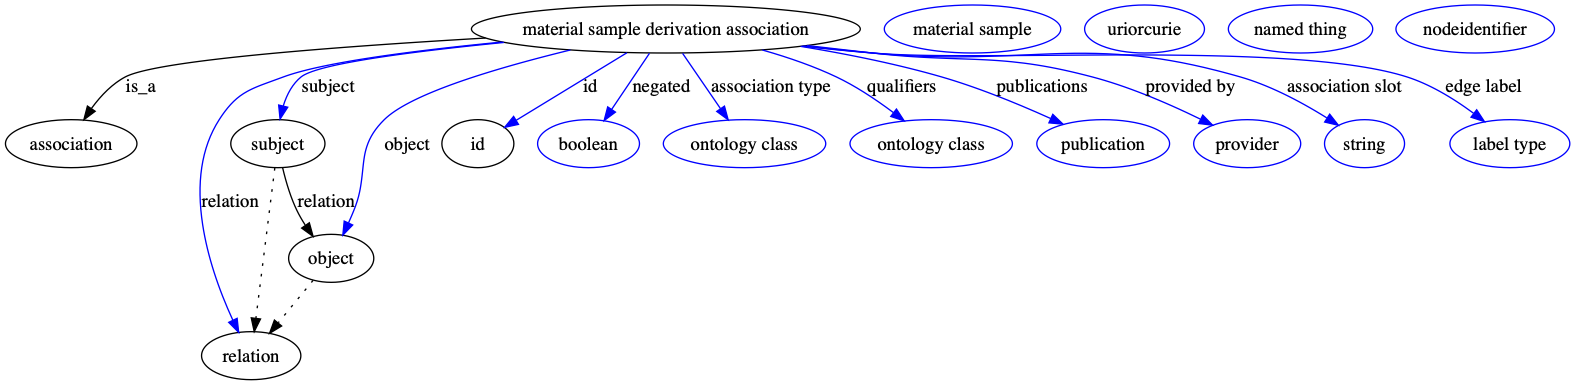 material sample derivation association
material sample
uriorcurie
named thing
nodeidentifier
is_a
subject
id
negated
association type
qualifiers
publications
provided by
association slot
edge label
association
subject
object
id
boolean
ontology class
ontology class
publication
provider
string
label type
relation
relation
object
relation